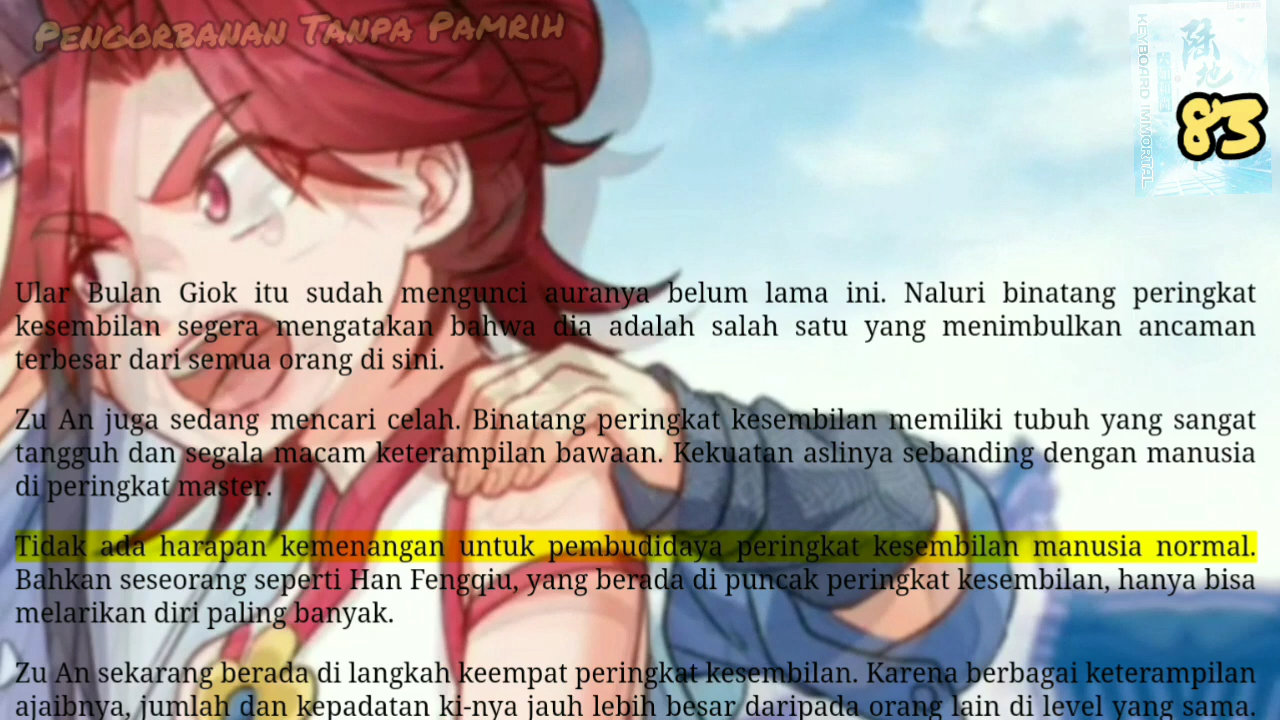 Pengorbanan Tanpa Pamrih
KEYBOARD IMMORTAL
83
Ular Bulan Giok itu sudah mengunci auranya belum lama ini. Naluri binatang peringkat
kesembilan segera mengatakan bahwa dia adalah salah satu yang menimbulkan ancaman
terbesar dari semua orang di sini.
Zu An juga sedang mencari celah. Binatang peringkat kesembilan memiliki tubuh yang sangat
tangguh dan segala macam keterampilan bawaan. Kekuatan aslinya sebanding dengan manusia
di peringkat master.
Tidak ada harapan kemenangan untuk pembudidaya peringkat kesembilan manusia normal.
Bahkan seseorang seperti Han Fengqiu, yang berada di puncak peringkat kesembilan, hanya bisa
melarikan diri paling banyak.
Zu An sekarang berada di langkah keempat peringkat kesembilan. Karena berbagai keterampilan
ajaibnya, jumlah dan kepadatan ki-nya jauh lebih besar daripada orang lain di level yang sama.